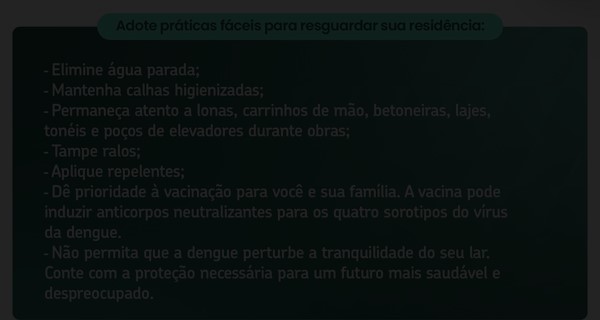 Adote práticas fáceis para resguardar sua residência:
- Elimine água parada;
- Mantenha calhas higienizadas;
- Permaneça atento a lonas, carrinhos de mão, betoneiras, lajes,
tonéis e poços de elevadores durante obras;
- Tampe ralos;
- Aplique repelentes;
- Dê prioridade à vacinação para você e sua família. A vacina pode
induzir anticorpos neutralizantes para os quatro sorotipos do vírus
da dengue.
- Não permita que a dengue perturbe a tranquilidade do seu lar.
Conte com a proteção necessária para um futuro mais saudável e
despreocupado.